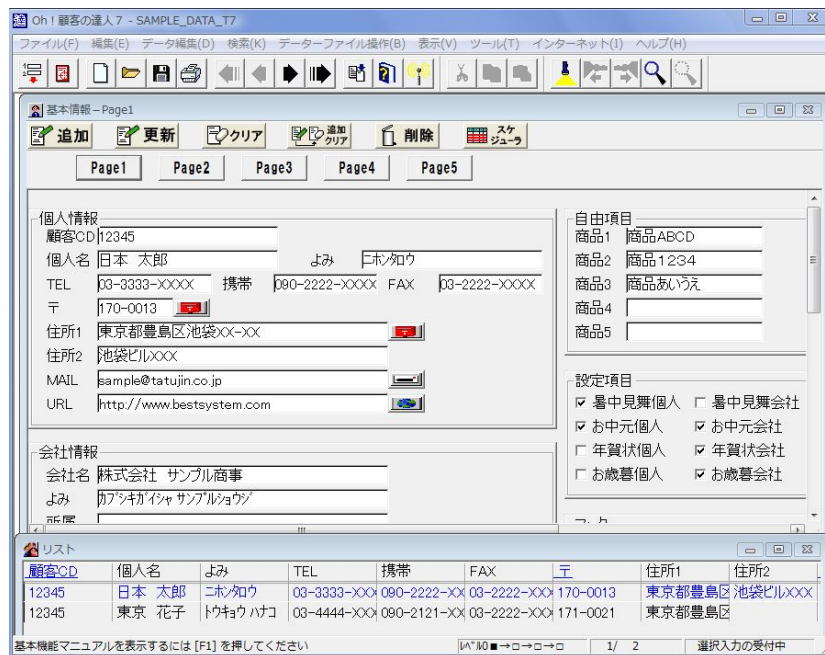 Oh！顧客の達人７ - SAMPLE_DATA_T7
ファイル(F) 編集(E) データ編集(D) 検索(K) データーファイル操作(B) 表示(V) ツール(T) インターネット(I) ヘルプ(H)
基本情報－Page1
追加 更新 クリア 追加クリア 削除 スケジューラ
Page1 Page2 Page3 Page4 Page5
個人情報
顧客CD 12345
個人名 日本 太郎 よみ ﾆﾎﾝﾀﾛｳ
TEL 03-3333-XXXX 携帯 090-2222-XXXX FAX 03-2222-XXXX
〒 170-0013
住所1 東京都豊島区池袋XX-XX
住所2 池袋ビルXXX
MAIL sample@tatujin.co.jp
URL http://www.bestsystem.com
会社情報
会社名 株式会社 サンプル商事
よみ ｶﾌﾞｼｷｶﾞｲｼｬ ｻﾝﾌﾟﾙｼｮｳｼﾞ
所属
自由項目
商品1 商品ABCD
商品2 商品1234
商品3 商品あいうえ
商品4
商品5
設定項目
暑中見舞個人 暑中見舞会社
お中元個人 お中元会社
年賀状個人 年賀状会社
お歳暮個人 お歳暮会社
リスト
顧客CD 個人名 よみ TEL 携帯 FAX 〒 住所1 住所2
12345 日本 太郎 ﾆﾎﾝﾀﾛｳ 03-3333-XXX 090-2222-XX 03-2222-XXX 170-0013 東京都豊島区 池袋ビルXXX
12345 東京 花子 ﾄｳｷｮｳ ﾊﾅｺ 03-4444-XXX 090-2121-XX 03-2222-XXX 171-0021 東京都豊島区
基本機能マニュアルを表示するには [F1] を押してください ﾚﾍﾞﾙ0■→□→□→□ 1/ 2 選択入力の受付中